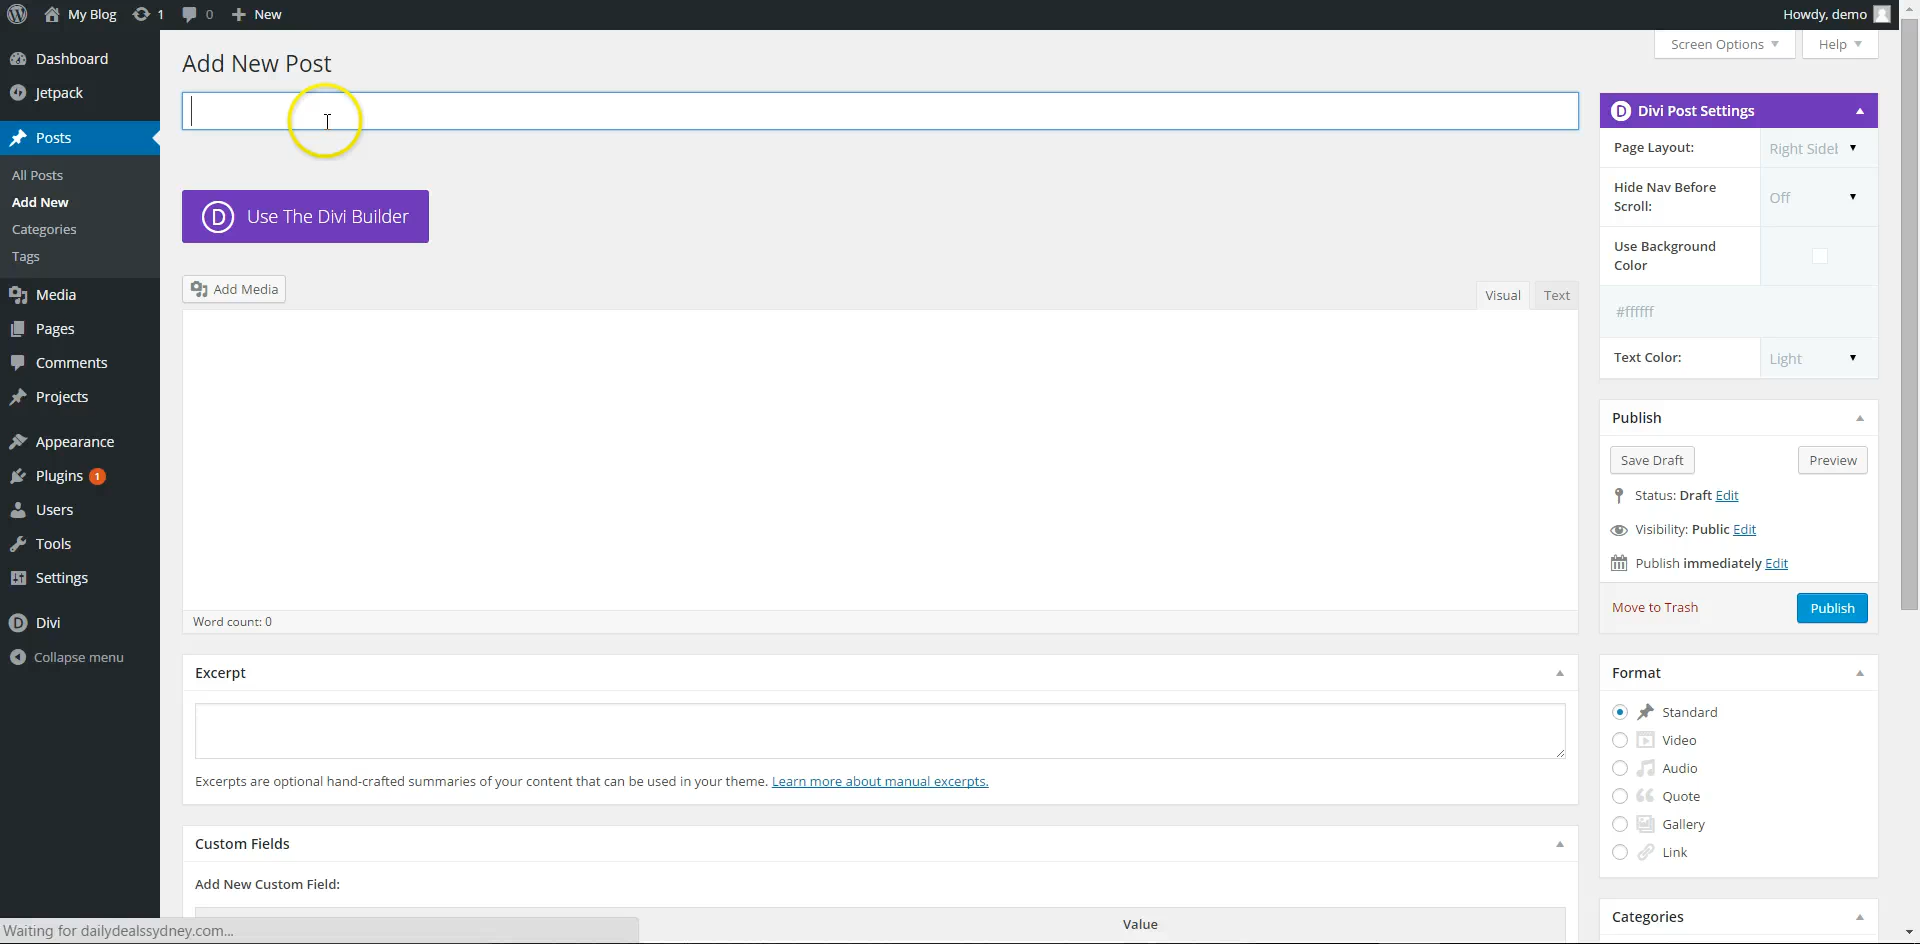 My Blog
1
0
New
Howdy, demo
Dashboard
Jetpack
Posts
All Posts
Add New
Categories
Tags
Media
Pages
Comments
Projects
Appearance
Plugins 1
Users
Tools
Settings
Divi
Collapse menu
Add New Post
Screen Options
Help
D Use The Divi Builder
Add Media
Visual
Text
Word count: 0
Excerpt
Excerpts are optional hand-crafted summaries of your content that can be used in your theme. Learn more about manual excerpts.
Custom Fields
Add New Custom Field:
Value
D Divi Post Settings
Page Layout:
Right Sidel
Hide Nav Before
Scroll:
Off
Use Background
Color
#ffffff
Text Color:
Light
Publish
Save Draft
Preview
Status: Draft Edit
Visibility: Public Edit
Publish immediately Edit
Move to Trash
Publish
Format
Standard
Video
Audio
Quote
Gallery
Link
Categories
Waiting for dailydealssydney.com...